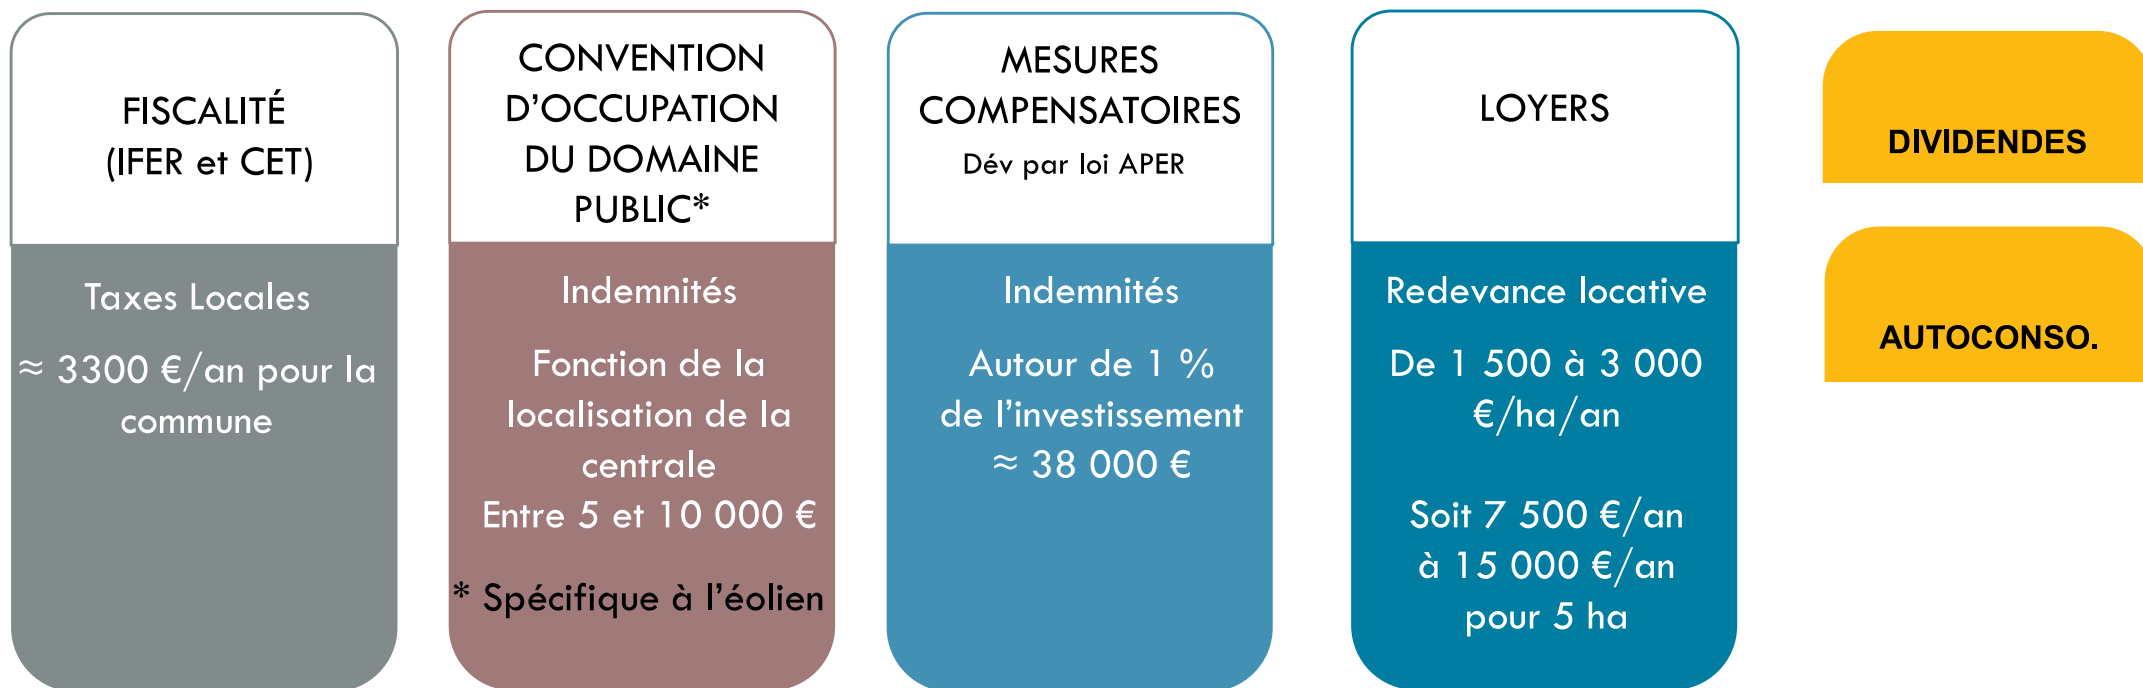 FISCALITÉ
(IFER et CET)
Taxes Locales
≈ 3300 €/an pour la
commune
CONVENTION
D’OCCUPATION
DU DOMAINE
PUBLIC*
Indemnités
Fonction de la
localisation de la
centrale
Entre 5 et 10 000 €
* Spécifique à l’éolien
MESURES
COMPENSATOIRES
Dév par loi APER
Indemnités
Autour de 1 %
de l’investissement
≈ 38 000 €
LOYERS
Redevance locative
De 1 500 à 3 000
€/ha/an
Soit 7 500 €/an
à 15 000 €/an
pour 5 ha
DIVIDENDES
AUTOCONSO.